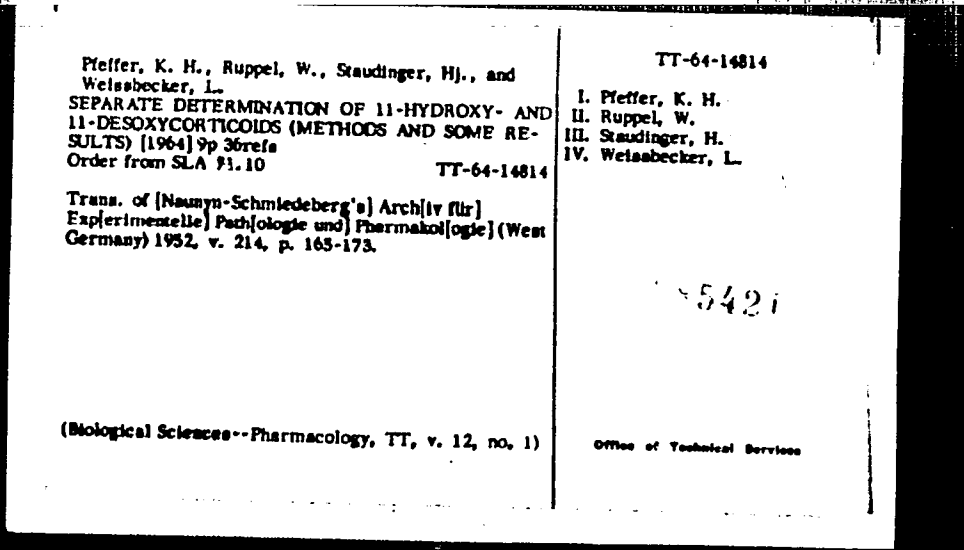 Pfeffer, K. H., Ruppel, W., Staudinger, Hj., and
Weissbecker, L.
SEPARATE DETERMINATION OF 11-HYDROXY- AND
11-DESOXYCORTICOIDS (METHODS AND SOME RE-
SULTS) [1964] 9p 36refs
Order from SLA $1.10 TT-64-14814
Trans. of [Naunyn-Schmiedeberg's] Arch[iv für]
Exp[erimentelle] Path[ologie und] Pharmakol[ogie] (West
Germany) 1952, v. 214, p. 165-173.
(Biological Sciences--Pharmacology, TT, v. 12, no. 1)
TT-64-14814
I. Pfeffer, K. H.
II. Ruppel, W.
III. Staudinger, H.
IV. Weissbecker, L.
5421
Office of Technical Services